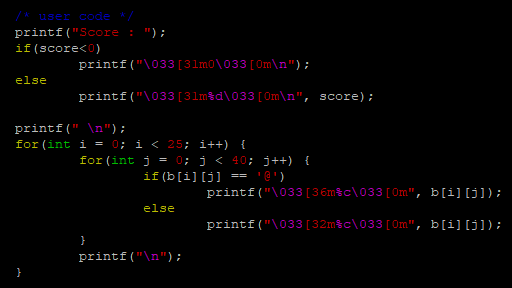 /* User code */
printf("Score : ");
if(score<0)
        printf("\033[31m0\033[0m\n");
else
        printf("\033[31m%d\033[0m\n", score);

printf(" \n");
for(int i = 0; i < 25; i++) {
        for(int j = 0; j < 40; j++) {
                if(b[i][j] == '@')
                        printf("\033[36m%c\033[0m", b[i][j]);
                else
                        printf("\033[32m%c\033[0m", b[i][j]);
        }
        printf("\n");
}